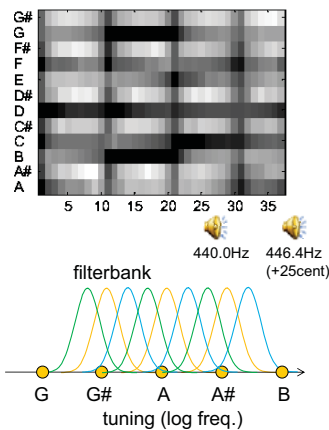 G#
G
F#
F
E
D#
D
C#
C
B
A#
A
5 10 15 20 25 30 35
440.0Hz 446.4Hz
(+25cent)
filterbank
G G# A A# B
tuning (log freq.)